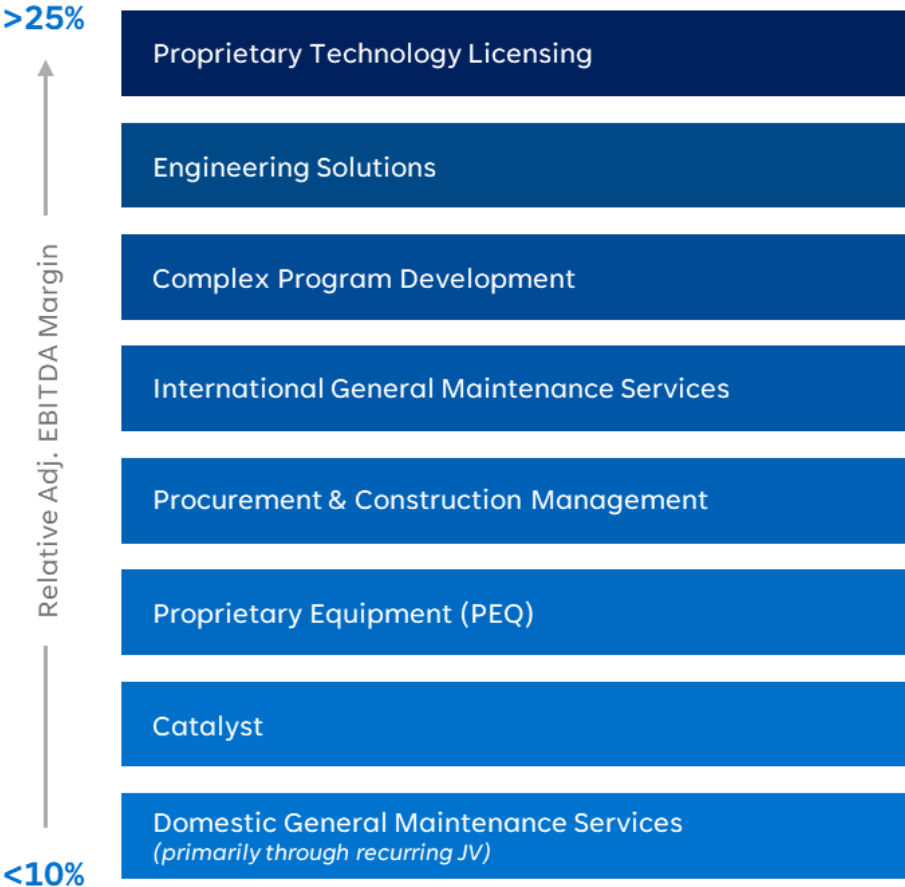 >25%
Proprietary Technology Licensing
Engineering Solutions
Complex Program Development
International General Maintenance Services
Relative Adj. EBITDA Margin
Procurement & Construction Management
Proprietary Equipment (PEQ)
Catalyst
Domestic General Maintenance Services
(primarily through recurring JV)
<10%